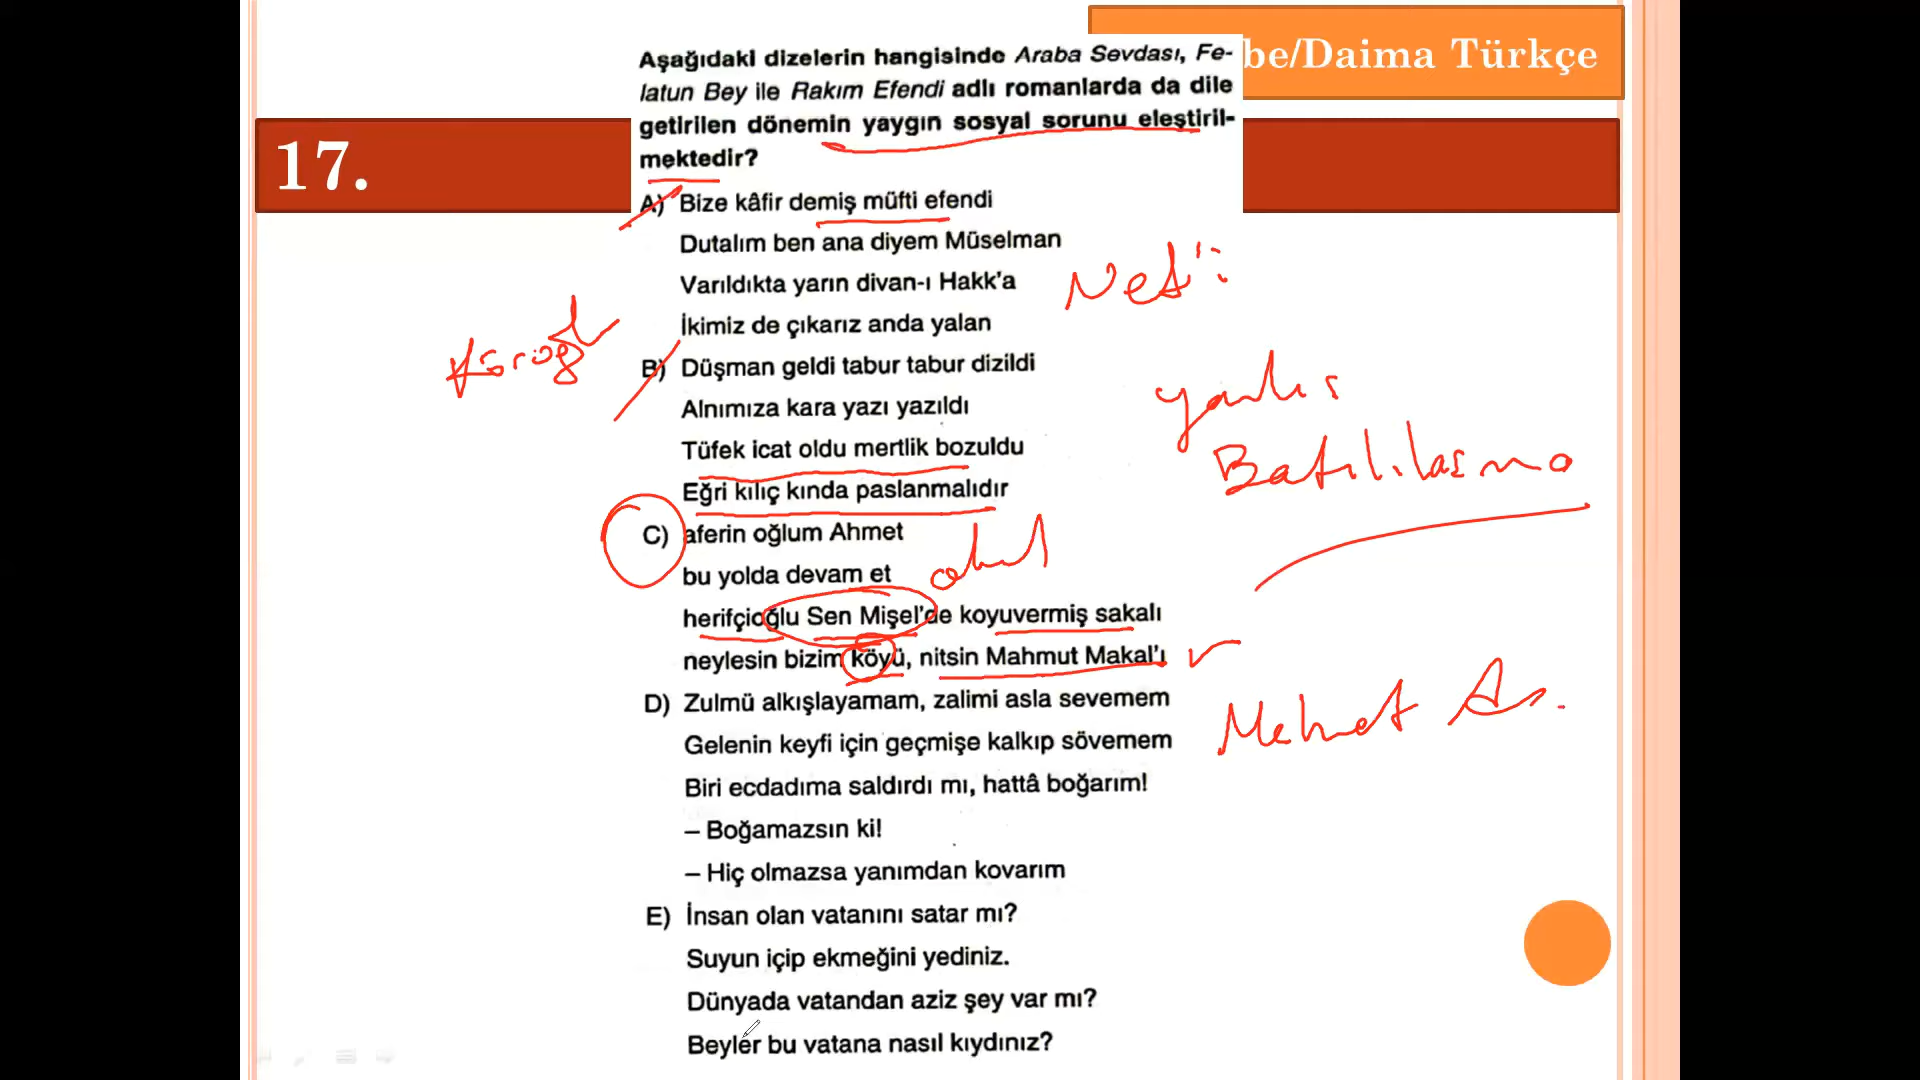 be/Daima Türkçe
17.
Aşağıdaki dizelerin hangisinde Araba Sevdası, Fe-
latun Bey ile Rakım Efendi adlı romanlarda da dile
getirilen dönemin yaygın sosyal sorunu eleştiril-
mektedir?
A) Bize kâfir demiş müfti efendi
Dutalım ben ana diyem Müselman
Varıldıkta yarın divan-ı Hakk'a
İkimiz de çıkarız anda yalan
Nef'i
Köroğl
B) Düşman geldi tabur tabur dizildi
Alnımıza kara yazı yazıldı
Tüfek icat oldu mertlik bozuldu
Eğri kılıç kında paslanmalıdır
yanlış
Batılılaşma
C) aferin oğlum Ahmet
bu yolda devam et
herifçioğlu Sen Mişel'de koyuvermiş sakalı
neylesin bizim köyü, nitsin Mahmut Makal'ı
D) Zulmü alkışlayamam, zalimi asla sevemem
Gelenin keyfi için geçmişe kalkıp sövemem
Biri ecdadıma saldırdı mı, hattâ boğarım!
– Boğamazsın ki!
– Hiç olmazsa yanımdan kovarım
Mehmet
E) İnsan olan vatanını satar mı?
Suyun içip ekmeğini yediniz.
Dünyada vatandan aziz şey var mı?
Beyler bu vatana nasıl kıydınız?